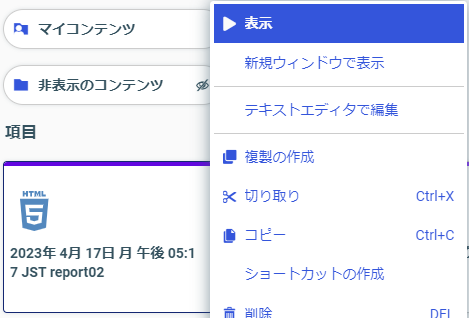 マイコンテンツ
非表示のコンテンツ
項目
HTML
5
2023年 4月 17日 月 午後 05:1
7 JST report02
表示
新規ウィンドウで表示
テキストエディタで編集
複製の作成
切り取り Ctrl+X
コピー Ctrl+C
ショートカットの作成
削除 DEL